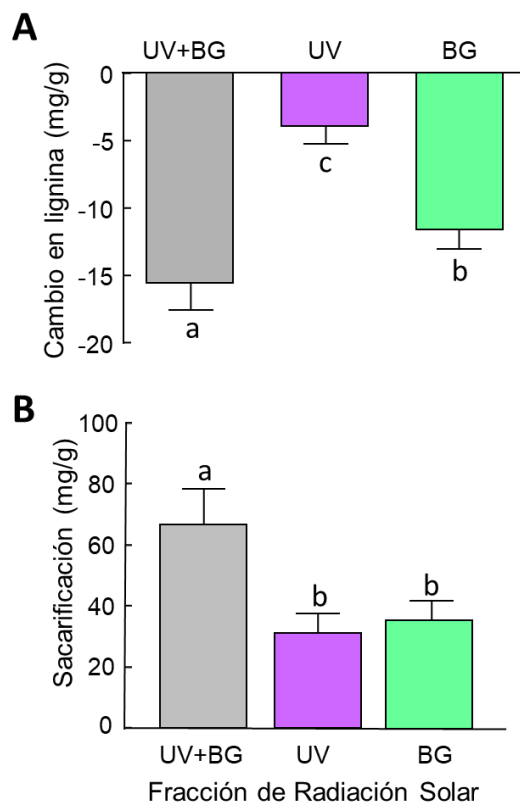 A
UV+BG UV BG
Cambio en lignina (mg/g)
0
-5
-10
-15
-20
a
c
b
B
Sacarificación (mg/g)
100
80
60
40
20
0
a
b
b
UV+BG UV BG
Fracción de Radiación Solar